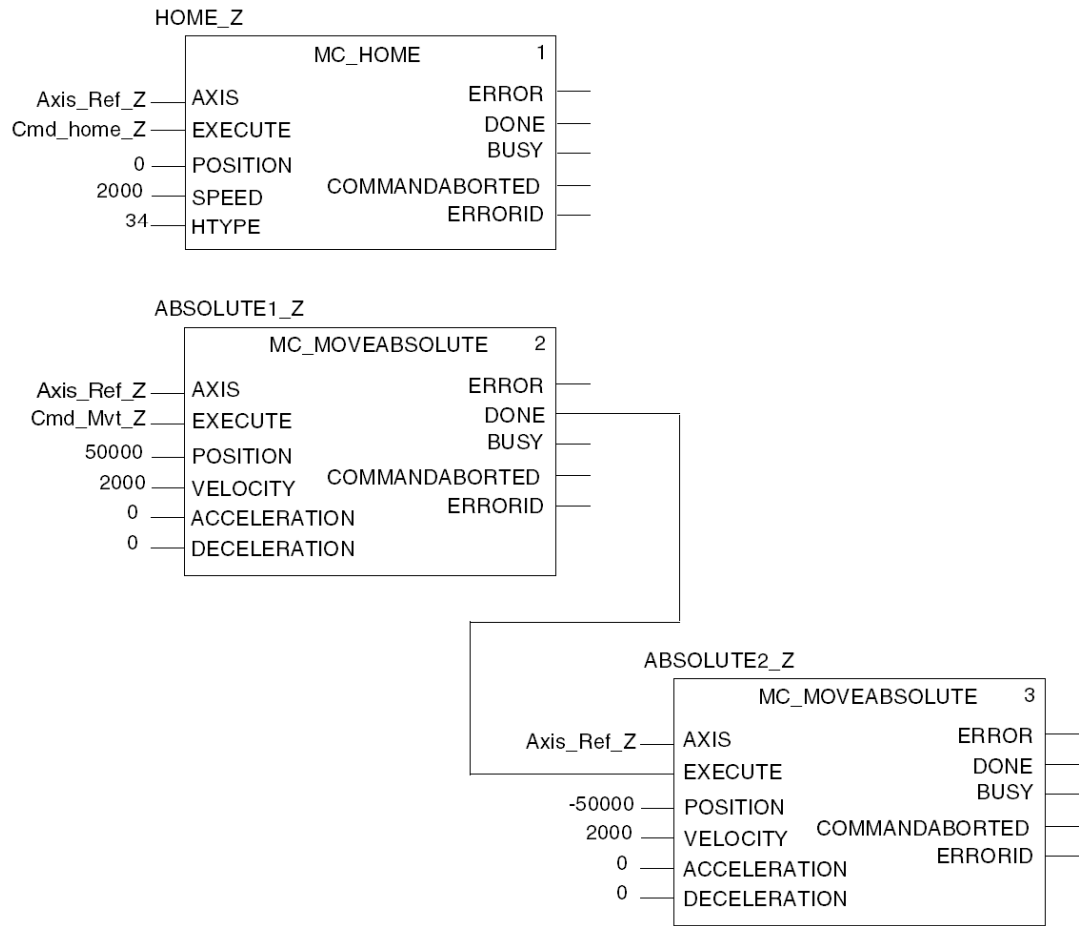 HOME_Z
MC_HOME 1
Axis_Ref_Z AXIS ERROR
Cmd_home_Z EXECUTE DONE
0 POSITION BUSY
2000 SPEED COMMANDABORTED
34 HTYPE ERRORID
ABSOLUTE1_Z
MC_MOVEABSOLUTE 2
Axis_Ref_Z AXIS ERROR
Cmd_Mvt_Z EXECUTE DONE
50000 POSITION BUSY
2000 VELOCITY COMMANDABORTED
0 ACCELERATION ERRORID
0 DECELERATION
ABSOLUTE2_Z
MC_MOVEABSOLUTE 3
Axis_Ref_Z AXIS ERROR
EXECUTE DONE
-50000 POSITION BUSY
2000 VELOCITY COMMANDABORTED
0 ACCELERATION ERRORID
0 DECELERATION